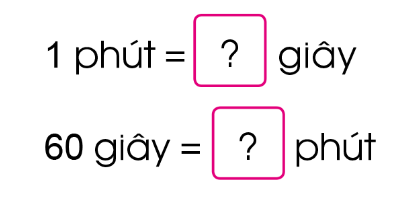 1 phút = ? giây
60 giây = ? phút